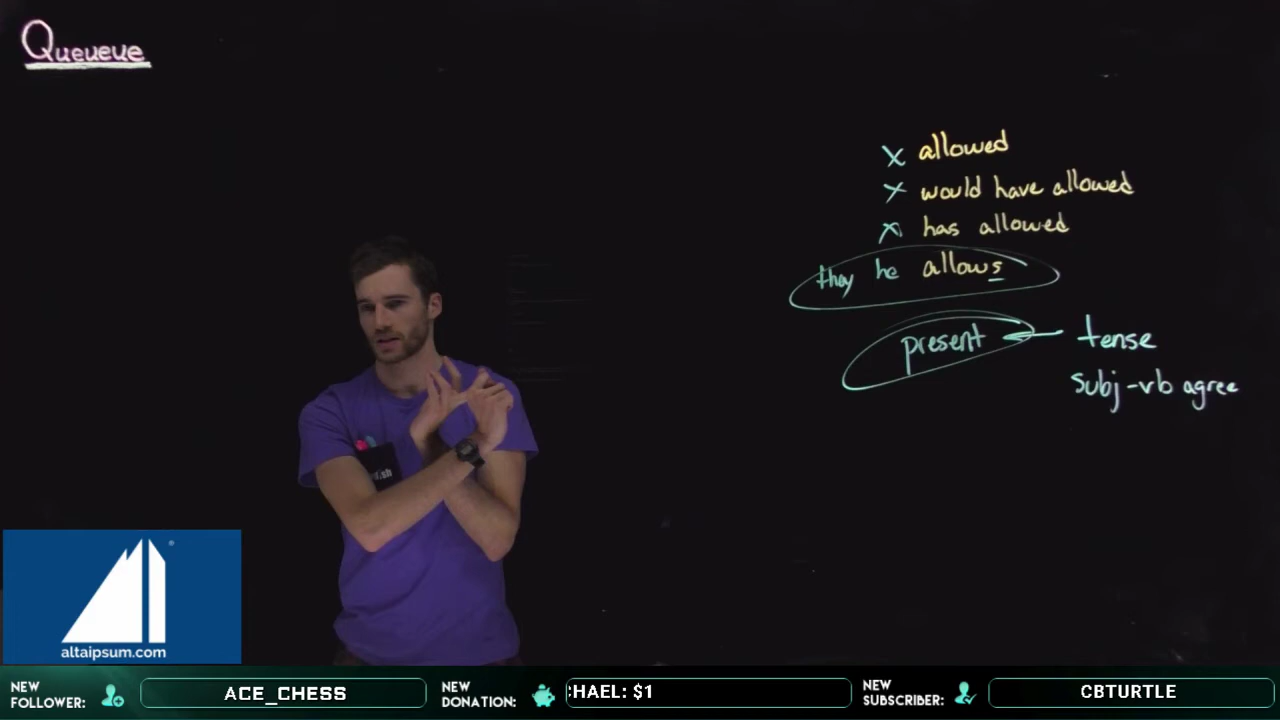 Queueue
x allowed
x would have allowed
x has allowed
they he allows
present ← tense
subj-vb agree
.sh
altaipsum.com
NEW FOLLOWER: ACE_CHESS
NEW DONATION: HAEL: $1
NEW SUBSCRIBER: CBTURTLE